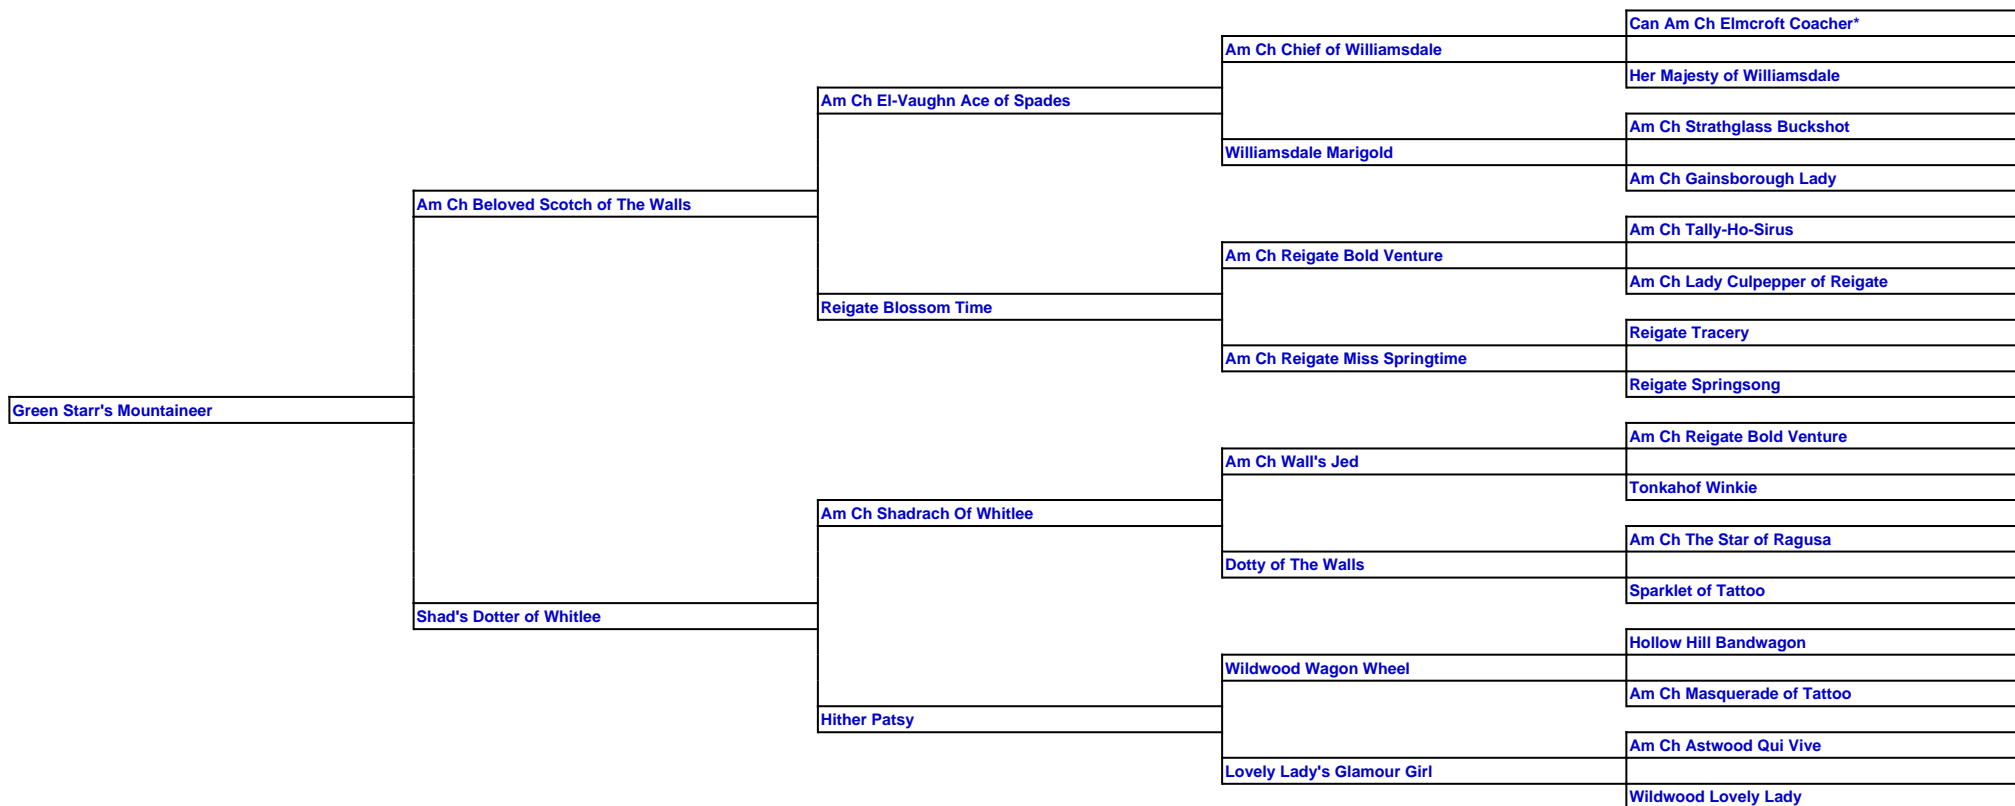 Can Am Ch Elmcroft Coacher*
Am Ch Chief of Williamsdale
Her Majesty of Williamsdale
Am Ch El-Vaughn Ace of Spades
Am Ch Strathglass Buckshot
Williamsdale Marigold
Am Ch Gainsborough Lady
Am Ch Beloved Scotch of The Walls
Am Ch Tally-Ho-Sirus
Am Ch Reigate Bold Venture
Am Ch Lady Culpepper of Reigate
Reigate Blossom Time
Reigate Tracery
Am Ch Reigate Miss Springtime
Reigate Springsong
Green Starr's Mountaineer
Am Ch Reigate Bold Venture
Am Ch Wall's Jed
Tonkahof Winkie
Am Ch Shadrach Of Whitlee
Am Ch The Star of Ragusa
Dotty of The Walls
Sparklet of Tattoo
Shad's Dotter of Whitlee
Hollow Hill Bandwagon
Wildwood Wagon Wheel
Am Ch Masquerade of Tattoo
Hither Patsy
Am Ch Astwood Qui Vive
Lovely Lady's Glamour Girl
Wildwood Lovely Lady